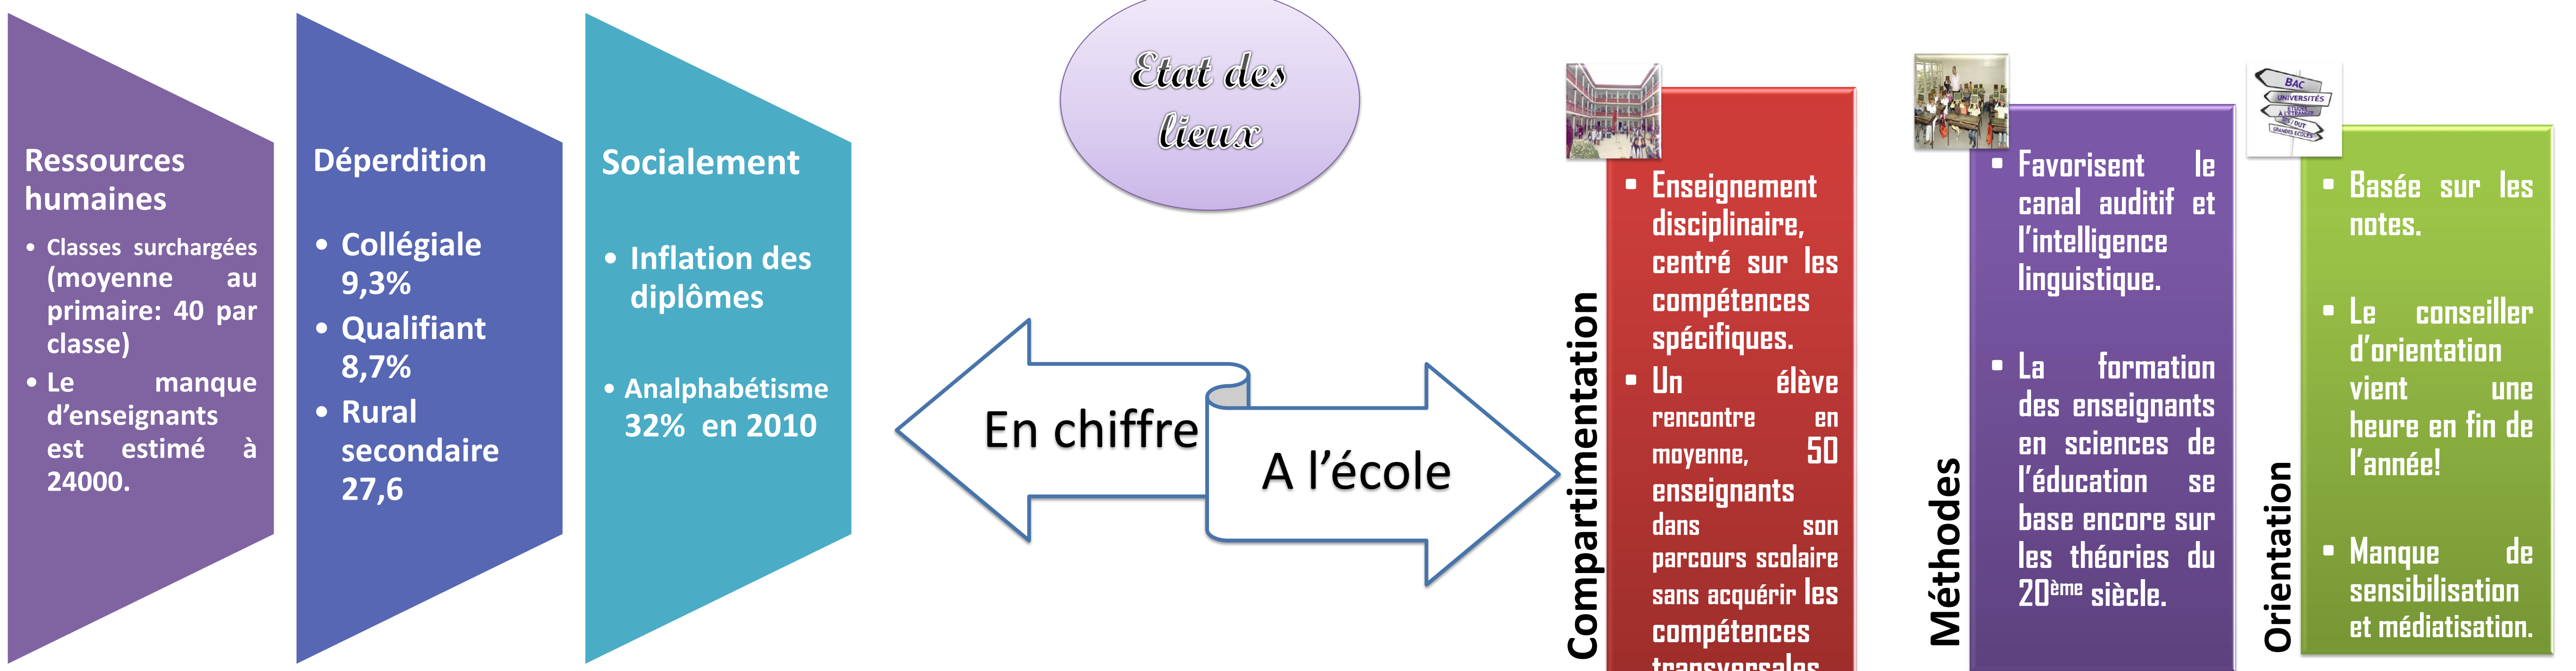 Ressources
humaines
• Classes surchargées
(moyenne au
primaire: 40 par
classe)
• Le manque
d’enseignants
est estimé à
24000.
Déperdition
• Collégiale
9,3%
• Qualifiant
8,7%
• Rural
secondaire
27,6
Socialement
• Inflation des
diplômes
• Analphabétisme
32% en 2010
Etat des
lieux
En chiffre
A l’école
Compartimentation
▪ Enseignement
disciplinaire,
centré sur les
compétences
spécifiques.
▪ Un élève
rencontre en
moyenne, 50
enseignants
dans son
parcours scolaire
sans acquérir les
compétences
transversales
Méthodes
▪ Favorisent le
canal auditif et
l’intelligence
linguistique.
▪ La formation
des enseignants
en sciences de
l’éducation se
base encore sur
les théories du
20ème siècle.
BAC
UNIVERSITÉS
GRANDES ECOLES
Orientation
▪ Basée sur les
notes.
▪ Le conseiller
d’orientation
vient une
heure en fin de
l’année!
▪ Manque de
sensibilisation
et médiatisation.